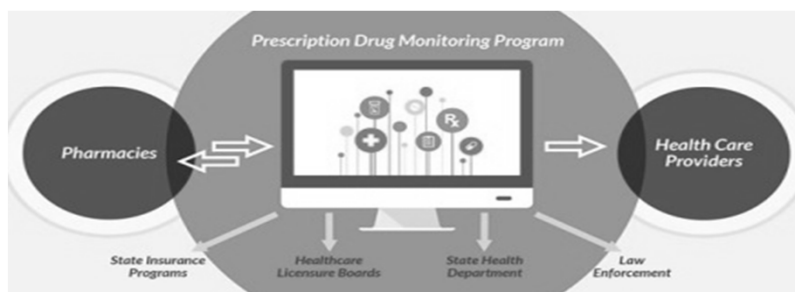 Prescription Drug Monitoring Program
Pharmacies
Rx
Health Care
Providers
State Insurance
Programs
Healthcare
Licensure Boards
State Health
Department
Law
Enforcement